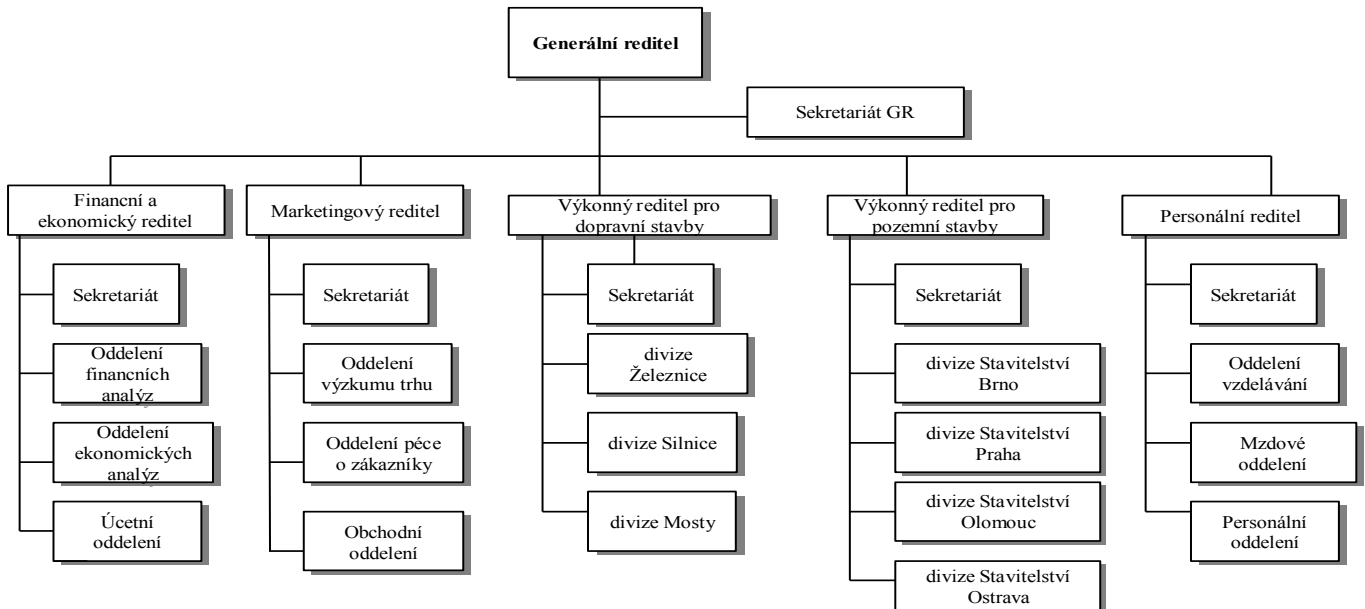 Generální reditel
Sekretariát GR
Financní a
ekonomický reditel
Marketingový reditel
Výkonný reditel pro
dopravní stavby
Výkonný reditel pro
pozemní stavby
Personální reditel
Sekretariát
Sekretariát
Sekretariát
Sekretariát
Sekretariát
Oddelení
financních
analýz
Oddelení
výzkumu trhu
divize
Železnice
divize Stavitelství
Brno
Oddelení
vzdelávání
Oddelení
ekonomických
analýz
Oddelení péce
o zákazníky
divize Silnice
divize Stavitelství
Praha
Mzdové
oddelení
Úcetní
oddelení
Obchodní
oddelení
divize Mosty
divize Stavitelství
Olomouc
Personální
oddelení
divize Stavitelství
Ostrava